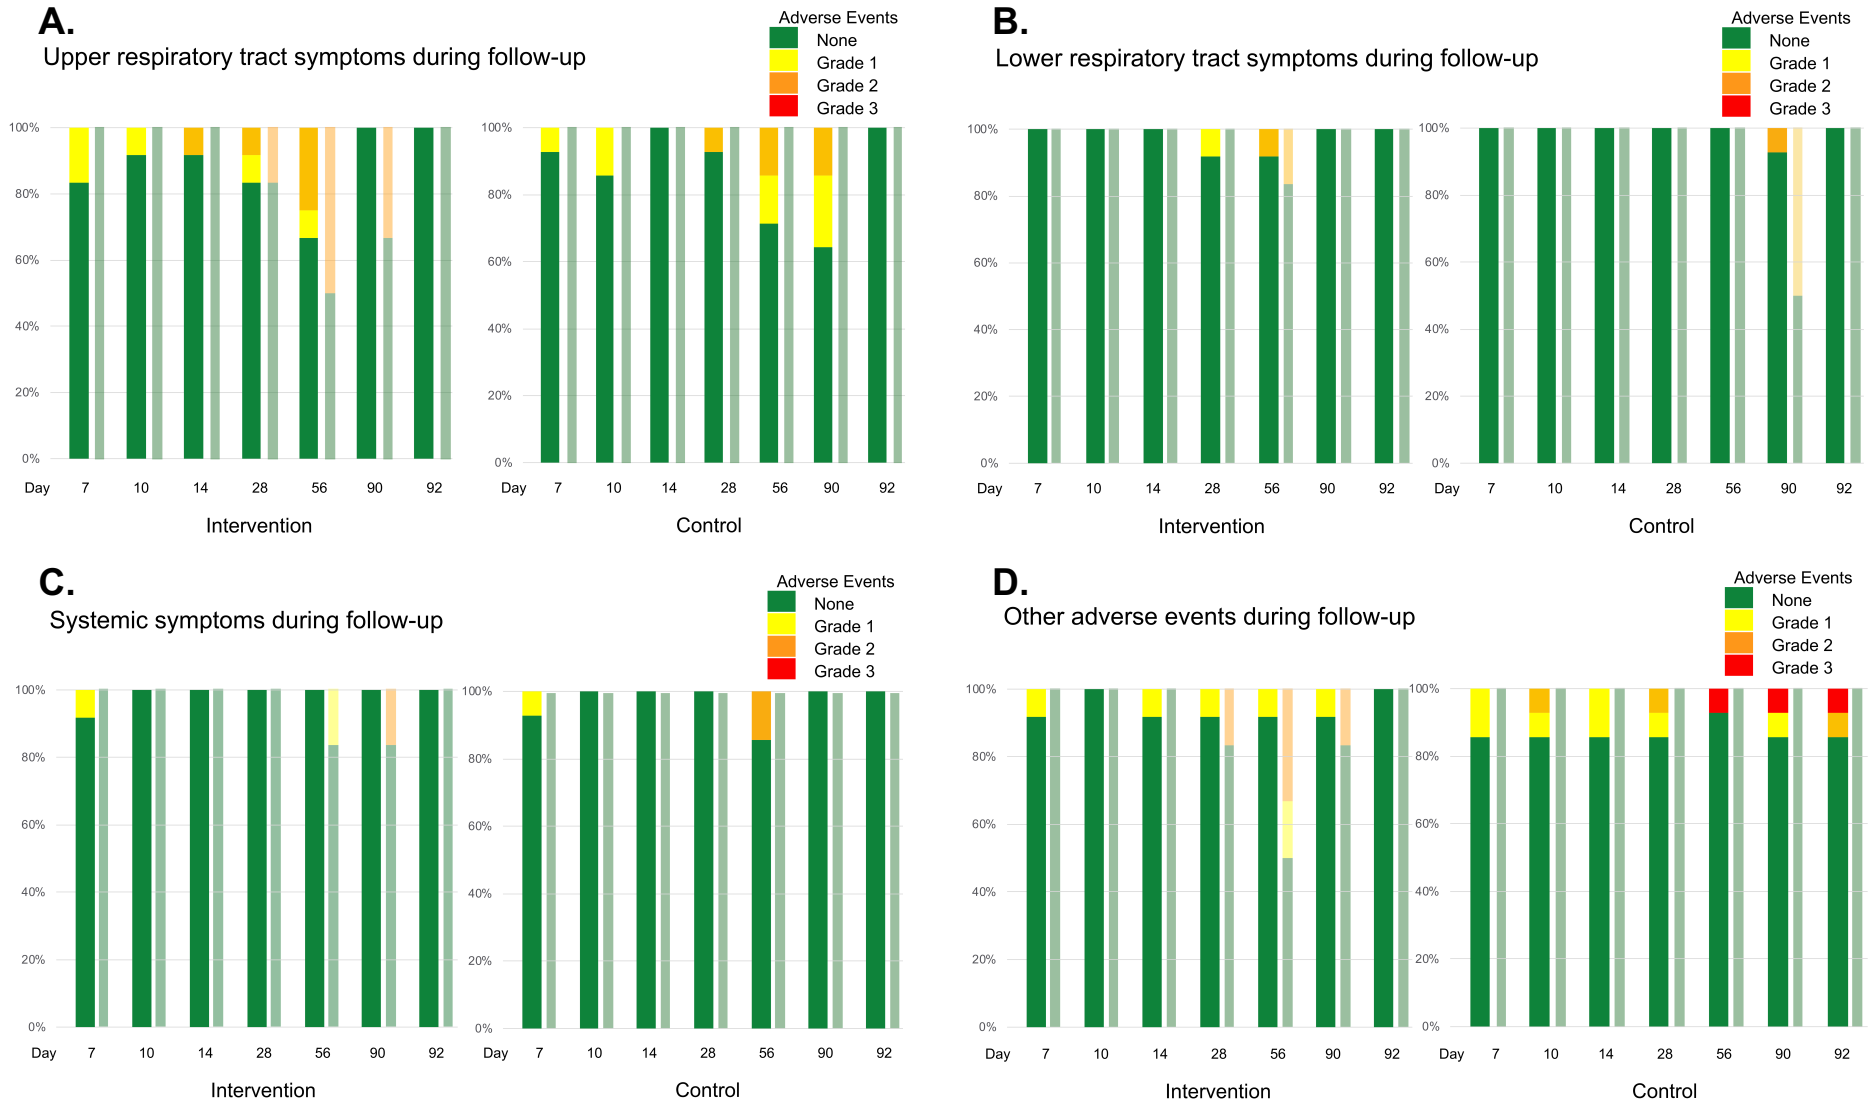 A.
Upper respiratory tract symptoms during follow-up
Adverse Events
None
Grade 1
Grade 2
Grade 3
100%
80%
60%
40%
20%
0%
Day 7 10 14 28 56 90 92
Intervention
100%
80%
60%
40%
20%
0%
Day 7 10 14 28 56 90 92
Control
B.
Lower respiratory tract symptoms during follow-up
Adverse Events
None
Grade 1
Grade 2
Grade 3
100%
80%
60%
40%
20%
0%
Day 7 10 14 28 56 90 92
Intervention
100%
80%
60%
40%
20%
0%
Day 7 10 14 28 56 90 92
Control
C.
Systemic symptoms during follow-up
Adverse Events
None
Grade 1
Grade 2
Grade 3
100%
80%
60%
40%
20%
0%
Day 7 10 14 28 56 90 92
Intervention
100%
80%
60%
40%
20%
0%
Day 7 10 14 28 56 90 92
Control
D.
Other adverse events during follow-up
Adverse Events
None
Grade 1
Grade 2
Grade 3
100%
80%
60%
40%
20%
0%
Day 7 10 14 28 56 90 92
Intervention
100%
80%
60%
40%
20%
0%
Day 7 10 14 28 56 90 92
Control